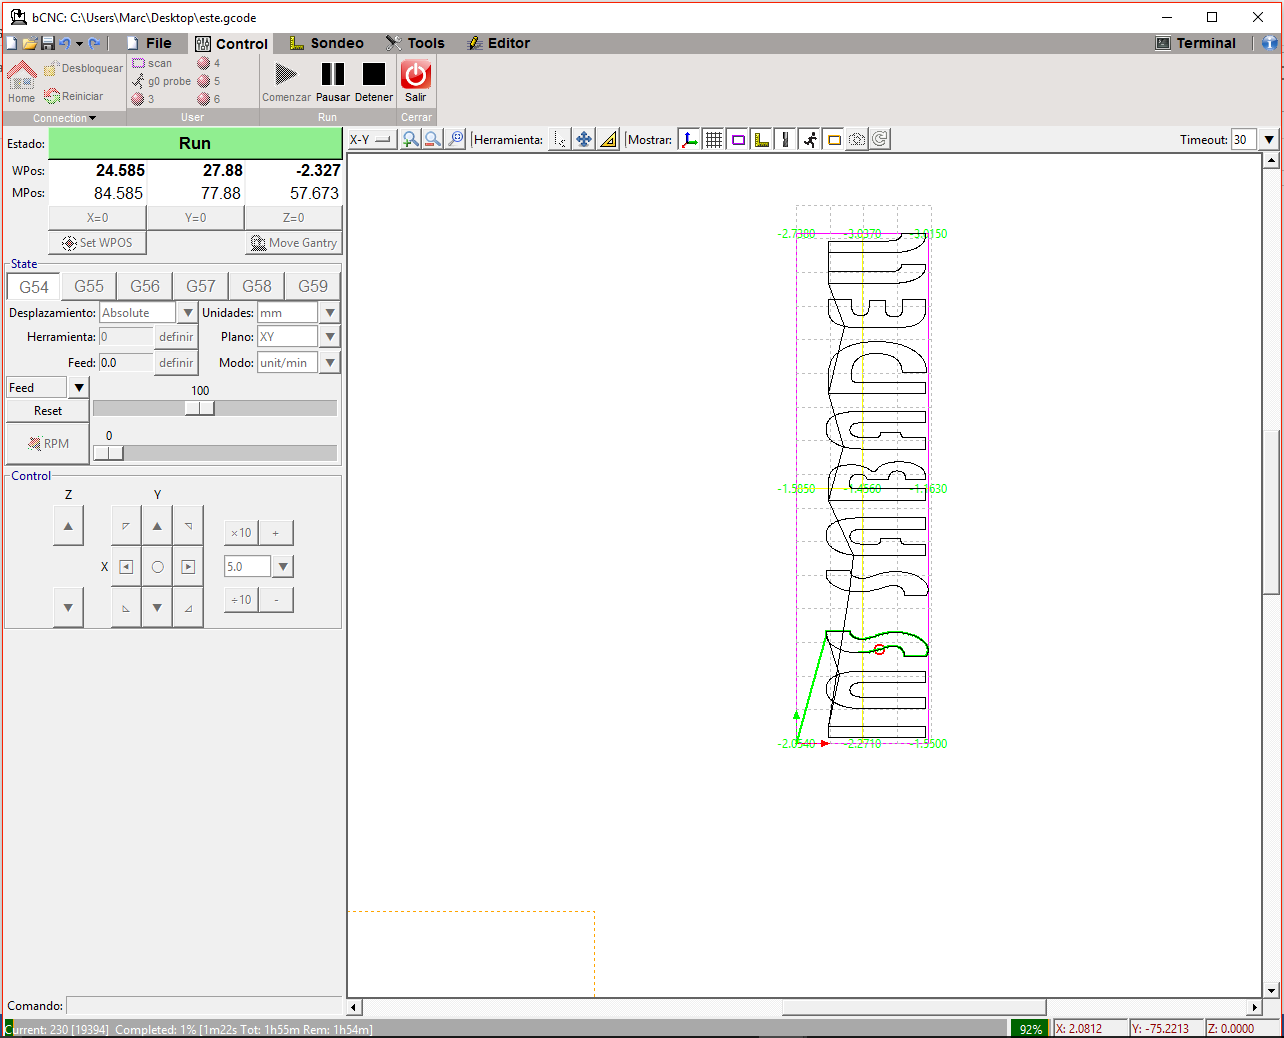 bCNC: C:\Users\Marc\Desktop\este.gcode
File Control Sondeo Tools Editor Terminal
Home Desbloquear Reiniciar
Connection
scan 4
g0 probe 5
3 6
User
Comenzar Pausar Detener
Run
Salir
Cerrar
Estado: Run
WPos: 24.585 27.88 -2.327
MPos: 84.585 77.88 57.673
X=0 Y=0 Z=0
Set WPOS Move Gantry
State
G54 G55 G56 G57 G58 G59
Desplazamiento: Absolute Unidades: mm
Herramienta: 0 definir Plano: XY
Feed: 0.0 definir Modo: unit/min
Feed 100
Reset
RPM 0
Control
Z Y
×10 +
X 5.0
÷10 -
Comando:
X-Y Herramienta: Mostrar: Timeout: 30
-2.7380 -3.0370 -3.0150
-1.5050 -1.1630
-2.0540 -2.2710 -1.5500
Current: 230 [19394] Completed: 1% [1m22s Tot: 1h55m Rem: 1h54m]
92% X: 2.0812 Y: -75.2213 Z: 0.0000